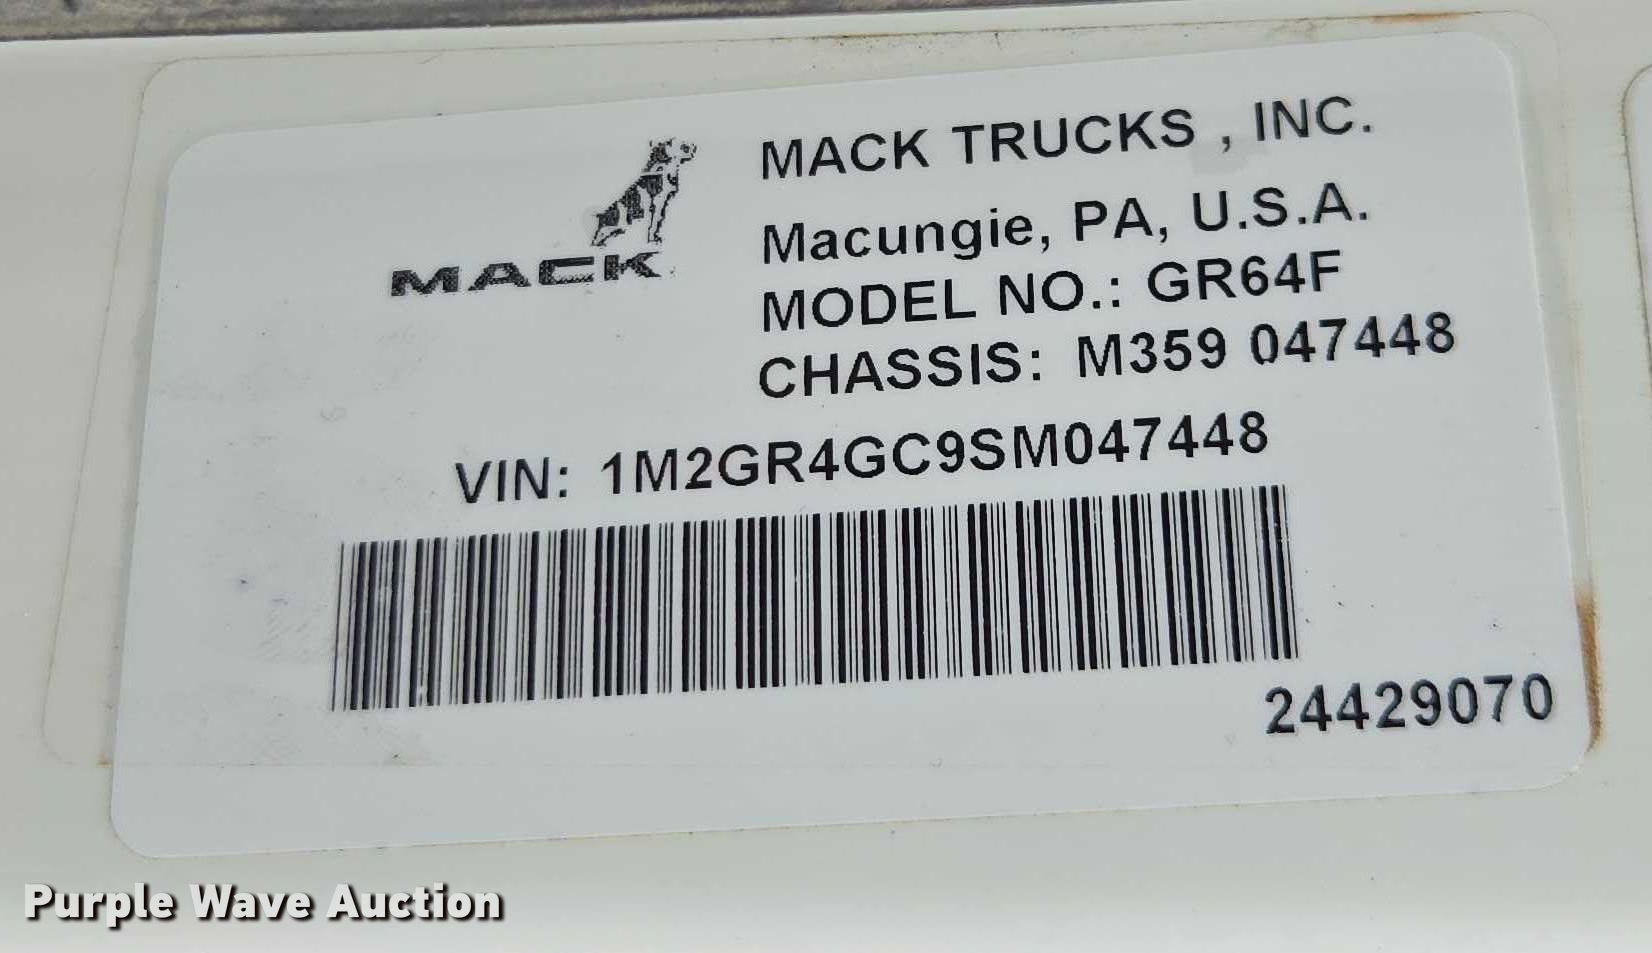 MACK TRUCKS , INC.
MACK
Macungie, PA, U.S.A.
MODEL NO.: GR64F
CHASSIS: M359 047448
VIN: 1M2GR4GC9SM047448
24429070
Purple Wave Auction